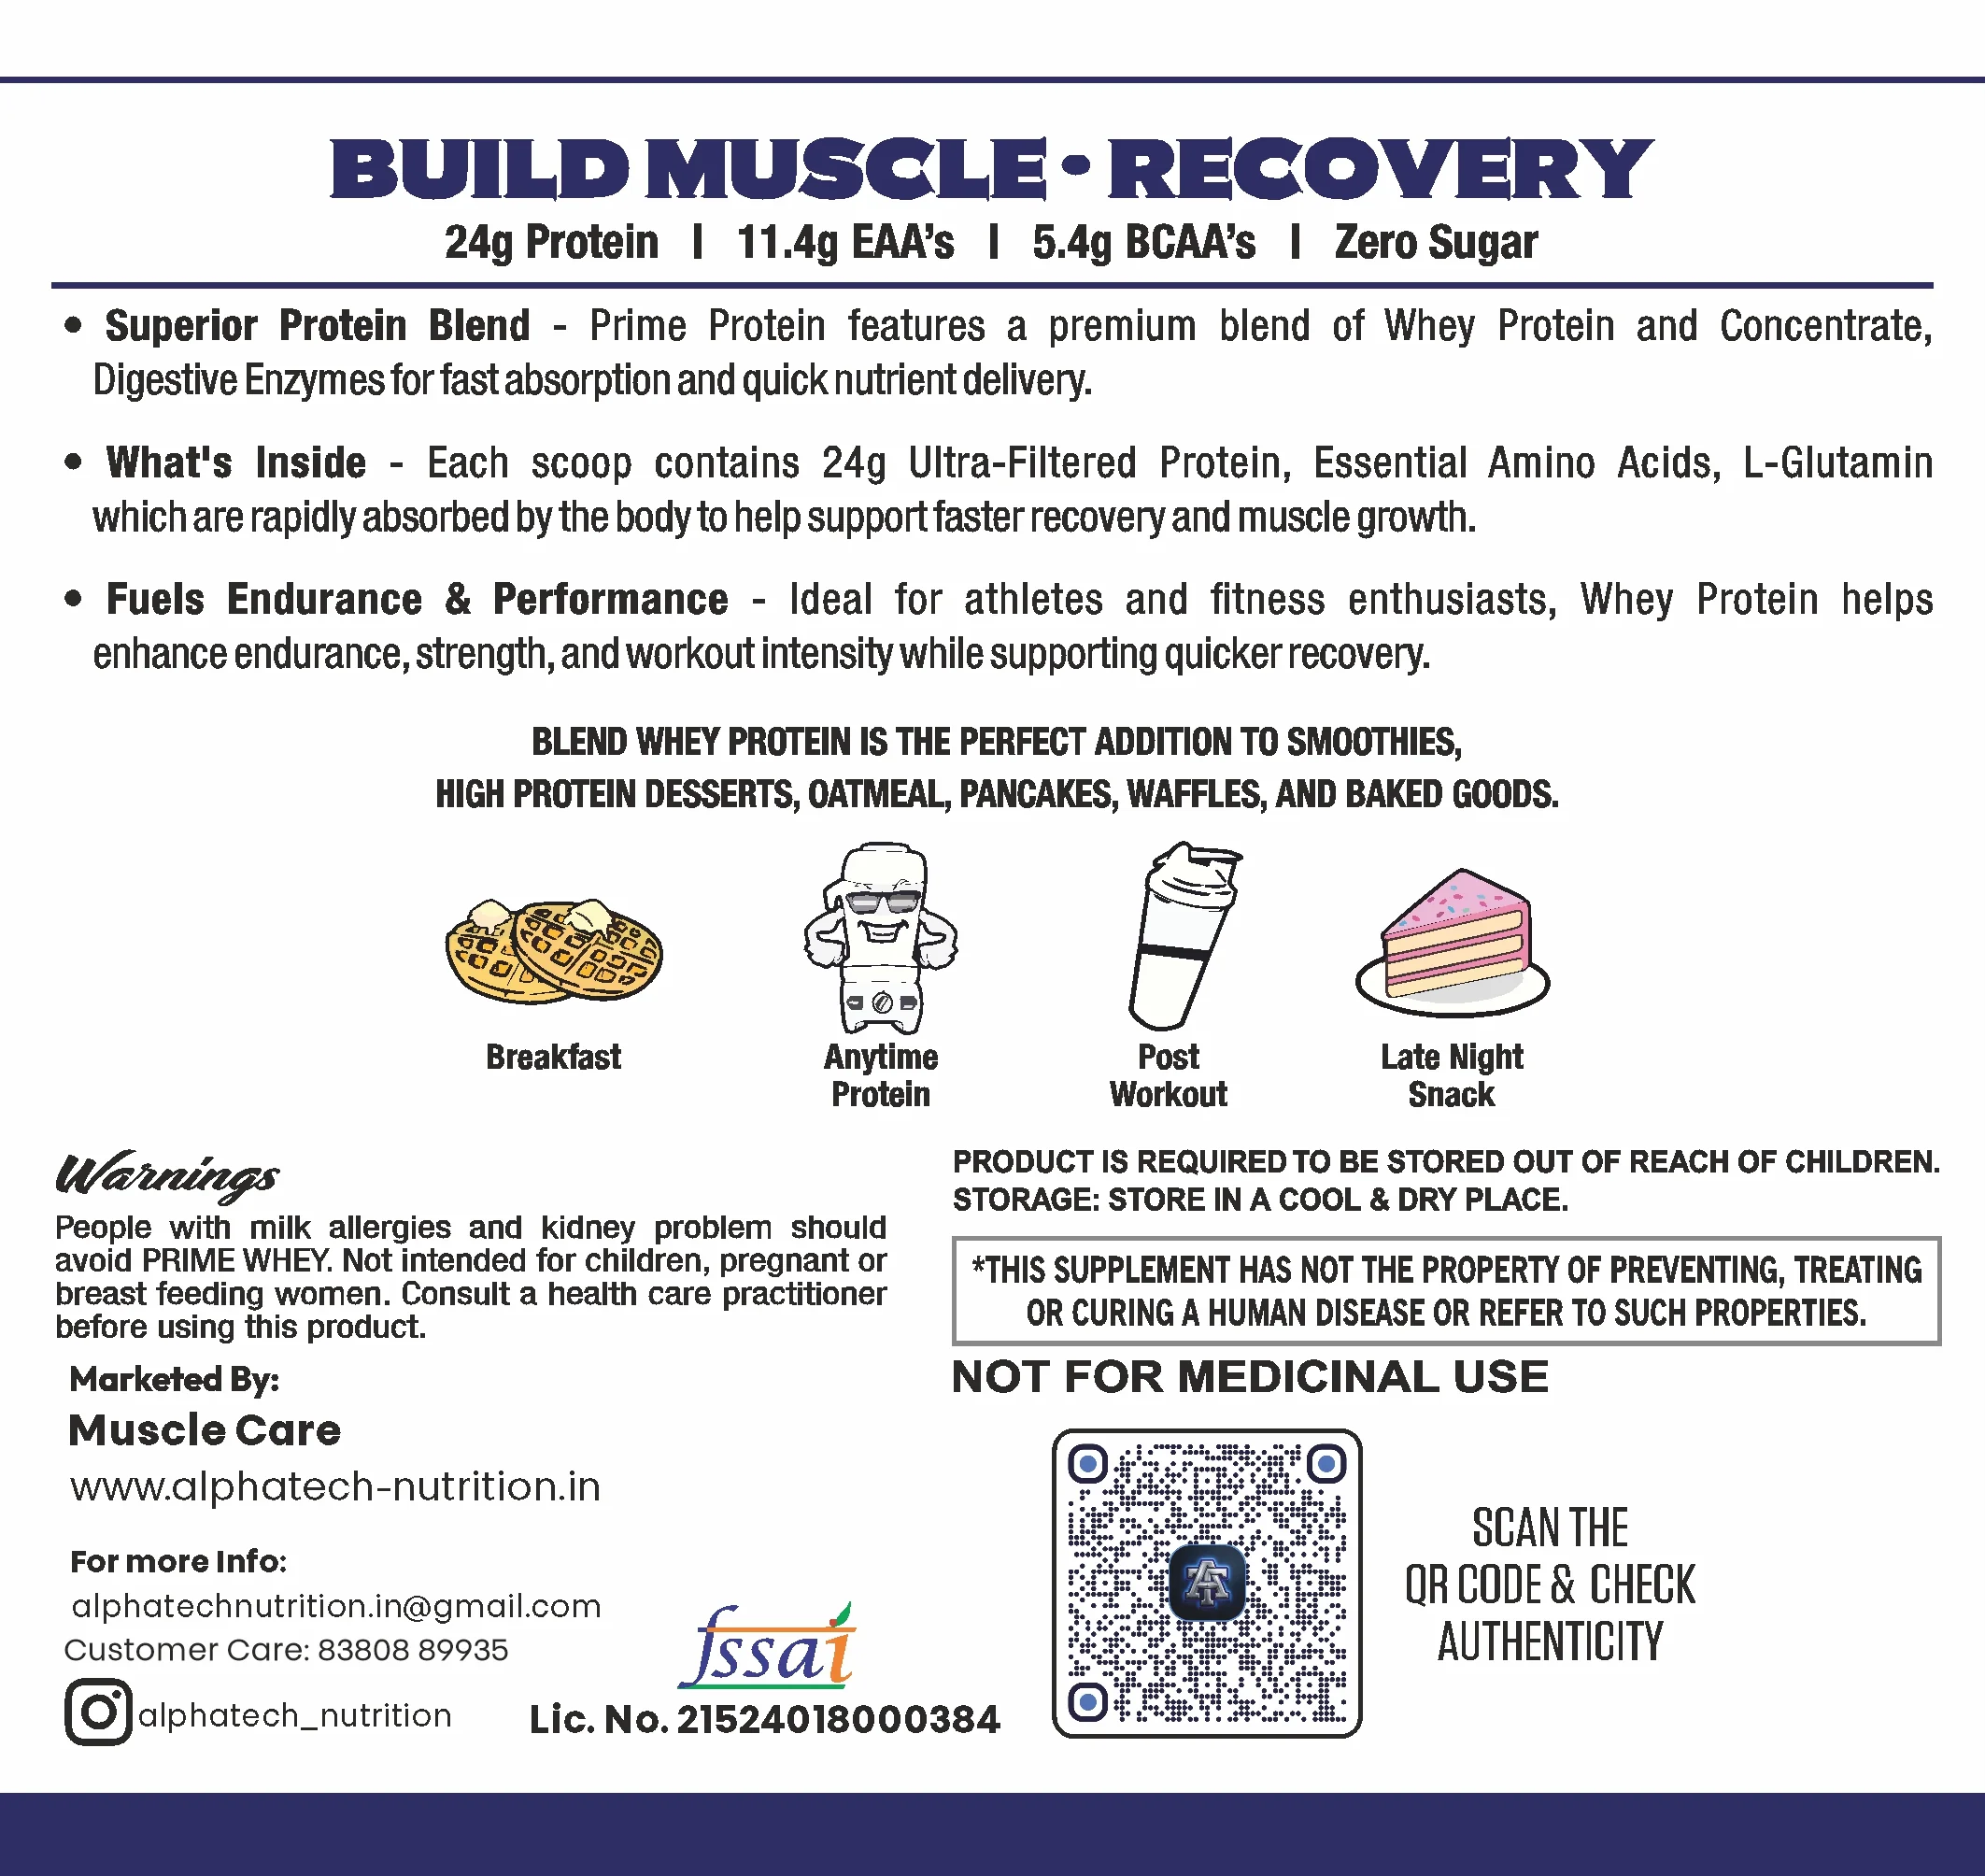 BUILD MUSCLE • RECOVERY
24g Protein | 11.4g EAA’s | 5.4g BCAA’s | Zero Sugar
• Superior Protein Blend - Prime Protein features a premium blend of Whey Protein and Concentrate,
Digestive Enzymes for fast absorption and quick nutrient delivery.
• What's Inside - Each scoop contains 24g Ultra-Filtered Protein, Essential Amino Acids, L-Glutamin
which are rapidly absorbed by the body to help support faster recovery and muscle growth.
• Fuels Endurance & Performance - Ideal for athletes and fitness enthusiasts, Whey Protein helps
enhance endurance, strength, and workout intensity while supporting quicker recovery.
BLEND WHEY PROTEIN IS THE PERFECT ADDITION TO SMOOTHIES,
HIGH PROTEIN DESSERTS, OATMEAL, PANCAKES, WAFFLES, AND BAKED GOODS.
Breakfast
Anytime
Protein
Post
Workout
Late Night
Snack
Warnings
People with milk allergies and kidney problem should
avoid PRIME WHEY. Not intended for children, pregnant or
breast feeding women. Consult a health care practitioner
before using this product.
Marketed By:
Muscle Care
www.alphatech-nutrition.in
For more Info:
alphatechnutrition.in@gmail.com
Customer Care: 83808 89935
alphatech_nutrition
fssai
Lic. No. 21524018000384
PRODUCT IS REQUIRED TO BE STORED OUT OF REACH OF CHILDREN.
STORAGE: STORE IN A COOL & DRY PLACE.
*THIS SUPPLEMENT HAS NOT THE PROPERTY OF PREVENTING, TREATING
OR CURING A HUMAN DISEASE OR REFER TO SUCH PROPERTIES.
NOT FOR MEDICINAL USE
AT
SCAN THE
QR CODE & CHECK
AUTHENTICITY